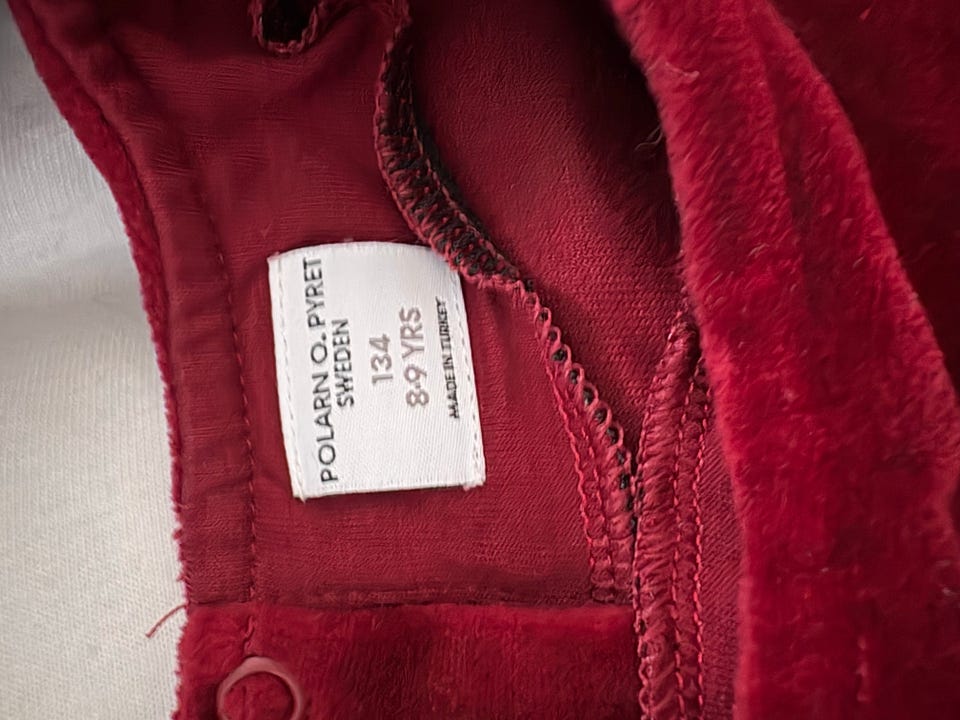 POLARN O. PYRET
SWEDEN
134
8-9 YRS
MADE IN TURKEY